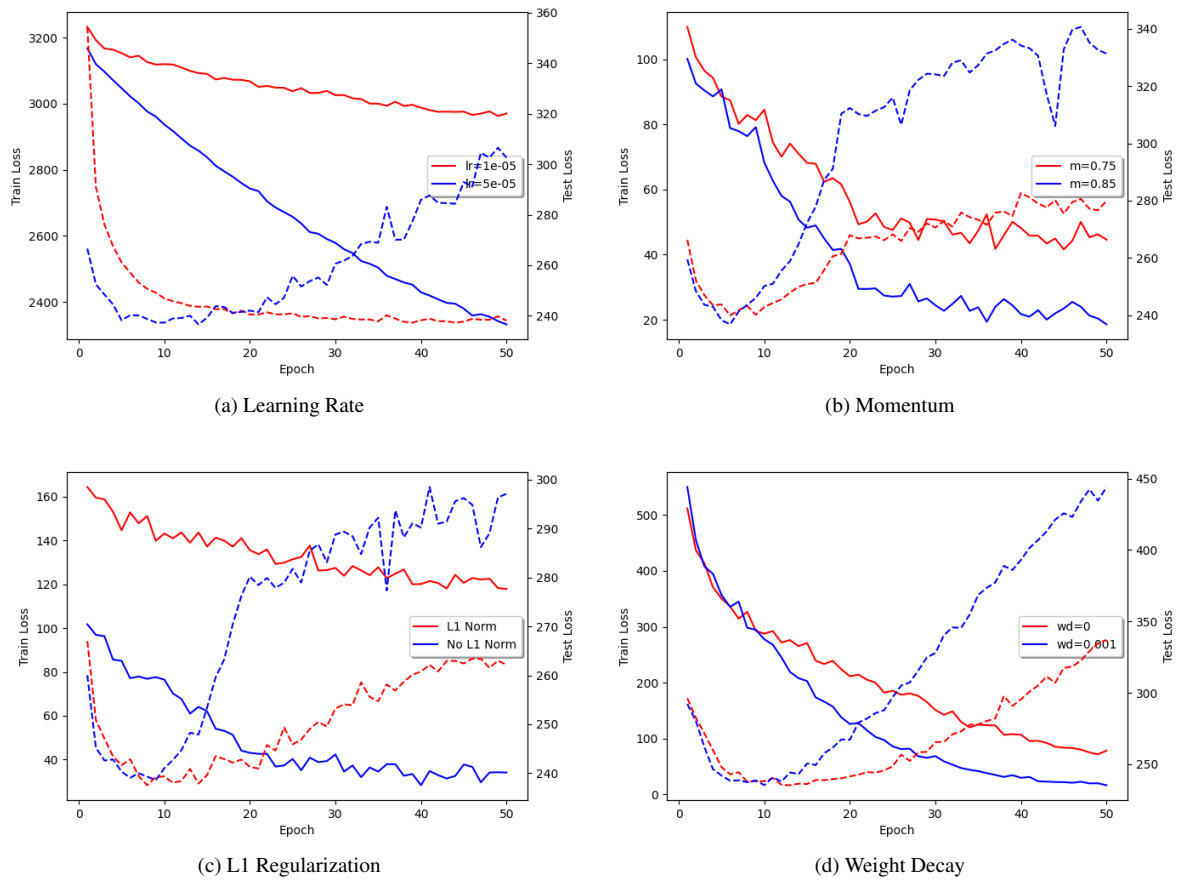 360
340
320
300
280
260
240
3200
3000
2800
2600
2400
Train Loss
Test Loss
lr=1e-05
lr=5e-05
0 10 20 30 40 50
Epoch
(a) Learning Rate
340
320
300
280
260
240
100
80
60
40
20
Train Loss
Test Loss
m=0.75
m=0.85
0 10 20 30 40 50
Epoch
(b) Momentum
300
290
280
270
260
250
240
160
140
120
100
80
60
40
Train Loss
Test Loss
L1 Norm
No L1 Norm
0 10 20 30 40 50
Epoch
(c) L1 Regularization
450
400
350
300
250
500
400
300
200
100
0
Train Loss
Test Loss
wd=0
wd=0.001
0 10 20 30 40 50
Epoch
(d) Weight Decay